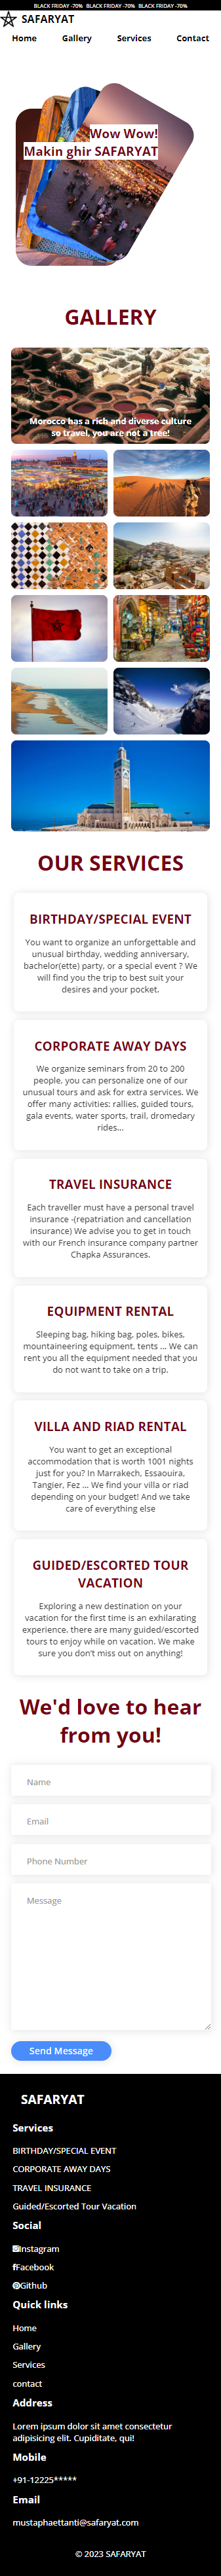 BLACK FRIDAY -70% BLACK FRIDAY -70% BLACK FRIDAY -70%
SAFARYAT
Home Gallery Services Contact
Wow Wow!
Makin ghir SAFARYAT
GALLERY
Morocco has a rich and diverse culture
so travel, you are not a tree!
OUR SERVICES
BIRTHDAY/SPECIAL EVENT
You want to organize an unforgettable and
unusual birthday, wedding anniversary,
bachelor(ette) party, or a special event ? We
will find you the trip to best suit your
desires and your pocket.
CORPORATE AWAY DAYS
We organize seminars from 20 to 200
people, you can personalize one of our
unusual tours and ask for extra services. We
offer many activities: rallies, guided tours,
gala events, water sports, trail, dromedary
rides...
TRAVEL INSURANCE
Each traveller must have a personal travel
insurance -(repatriation and cancellation
insurance) We advise you to get in touch
with our French insurance company partner
Chapka Assurances.
EQUIPMENT RENTAL
Sleeping bag, hiking bag, poles, bikes,
mountaineering equipment, tents ... We can
rent you all the equipment needed that you
do not want to take on a trip.
VILLA AND RIAD RENTAL
You want to get an exceptional
accommodation that is worth 1001 nights
just for you? In Marrakech, Essaouira,
Tangier, Fez ... We find your villa or riad
depending on your budget! And we take
care of everything else
GUIDED/ESCORTED TOUR
VACATION
Exploring a new destination on your
vacation for the first time is an exhilarating
experience. there are many guided/escorted
tours to enjoy while on vacation. We make
sure you don't miss out on anything!
We'd love to hear
from you!
Name
Email
Phone Number
Message
Send Message
SAFARYAT
Services
BIRTHDAY/SPECIAL EVENT
CORPORATE AWAY DAYS
TRAVEL INSURANCE
Guided/Escorted Tour Vacation
Social
Instagram
Facebook
Github
Quick links
Home
Gallery
Services
contact
Address
Lorem ipsum dolor sit amet consectetur
adipisicing elit. Cupiditate, qui!
Mobile
+91-12225*****
Email
mustaphaettanti@safaryat.com
© 2023 SAFARYAT